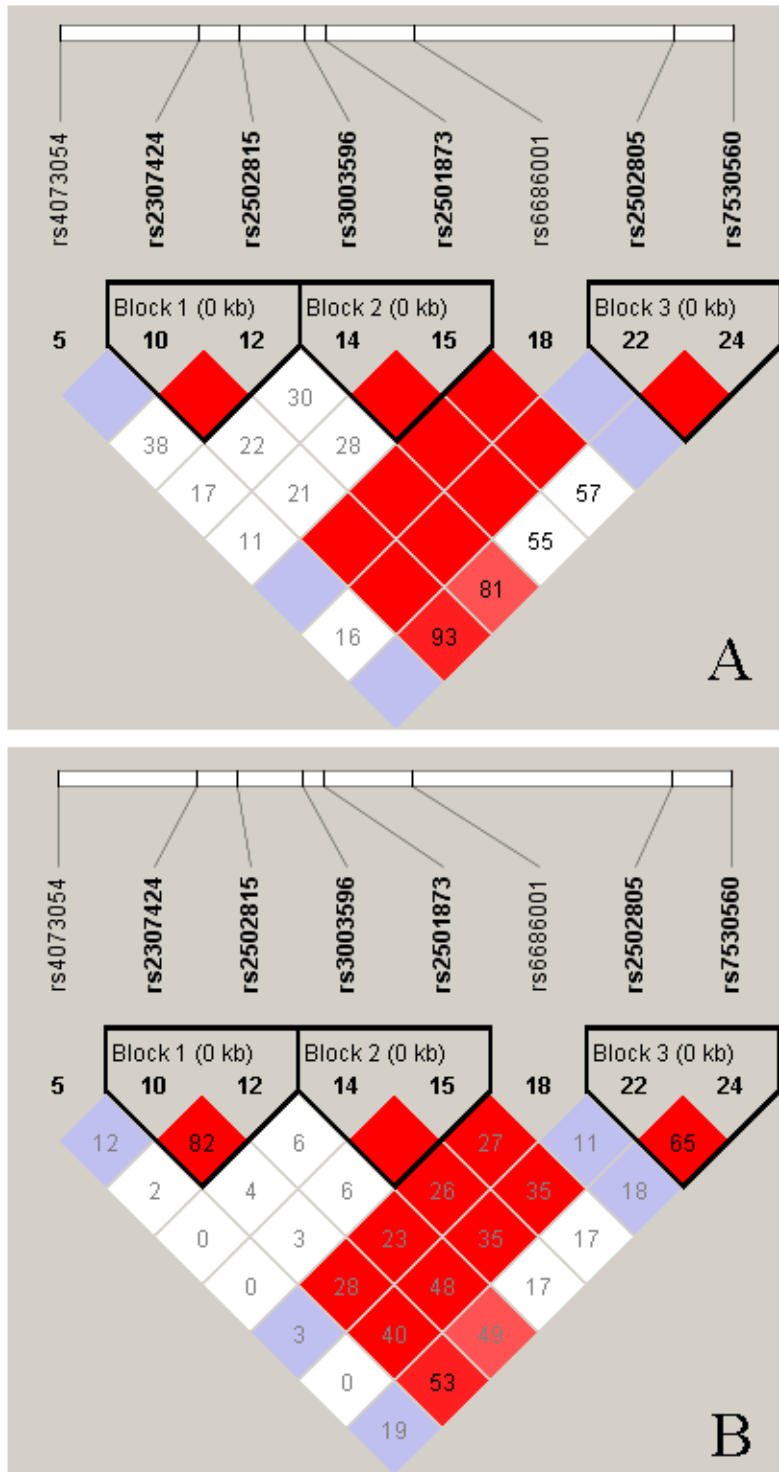 rs4073054 rs2307424 rs2502815 rs3003596 rs2501873 rs6686001 rs2502805 rs7530560
Block 1 (0 kb) Block 2 (0 kb) Block 3 (0 kb)
5 10 12 14 15 18 22 24
30
38 22 28
17 21 57
11 55
81
16 93
A
rs4073054 rs2307424 rs2502815 rs3003596 rs2501873 rs6686001 rs2502805 rs7530560
Block 1 (0 kb) Block 2 (0 kb) Block 3 (0 kb)
5 10 12 14 15 18 22 24
12 82 6 27 11 65
2 4 6 26 35 18
0 3 23 35 17
0 28 48 17
3 40 49
0 53
19
B